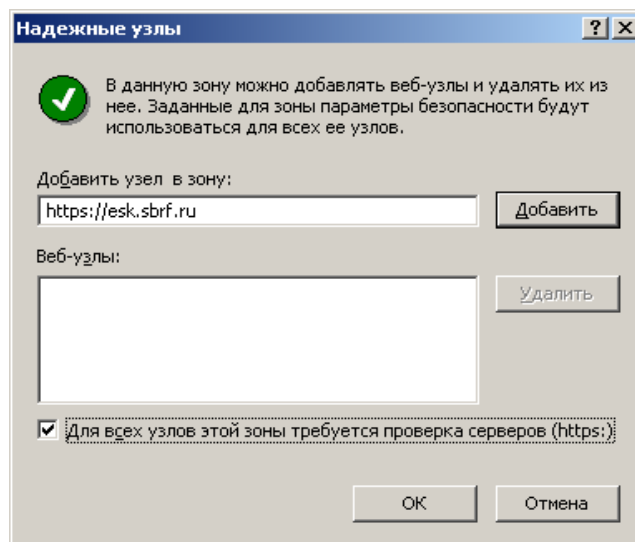 Надежные узлы
В данную зону можно добавлять веб-узлы и удалять их из
нее. Заданные для зоны параметры безопасности будут
использоваться для всех ее узлов.
Добавить узел в зону:
https://esk.sbrf.ru
Добавить
Веб-узлы:
Удалить
Для всех узлов этой зоны требуется проверка серверов (https:)
ОК
Отмена